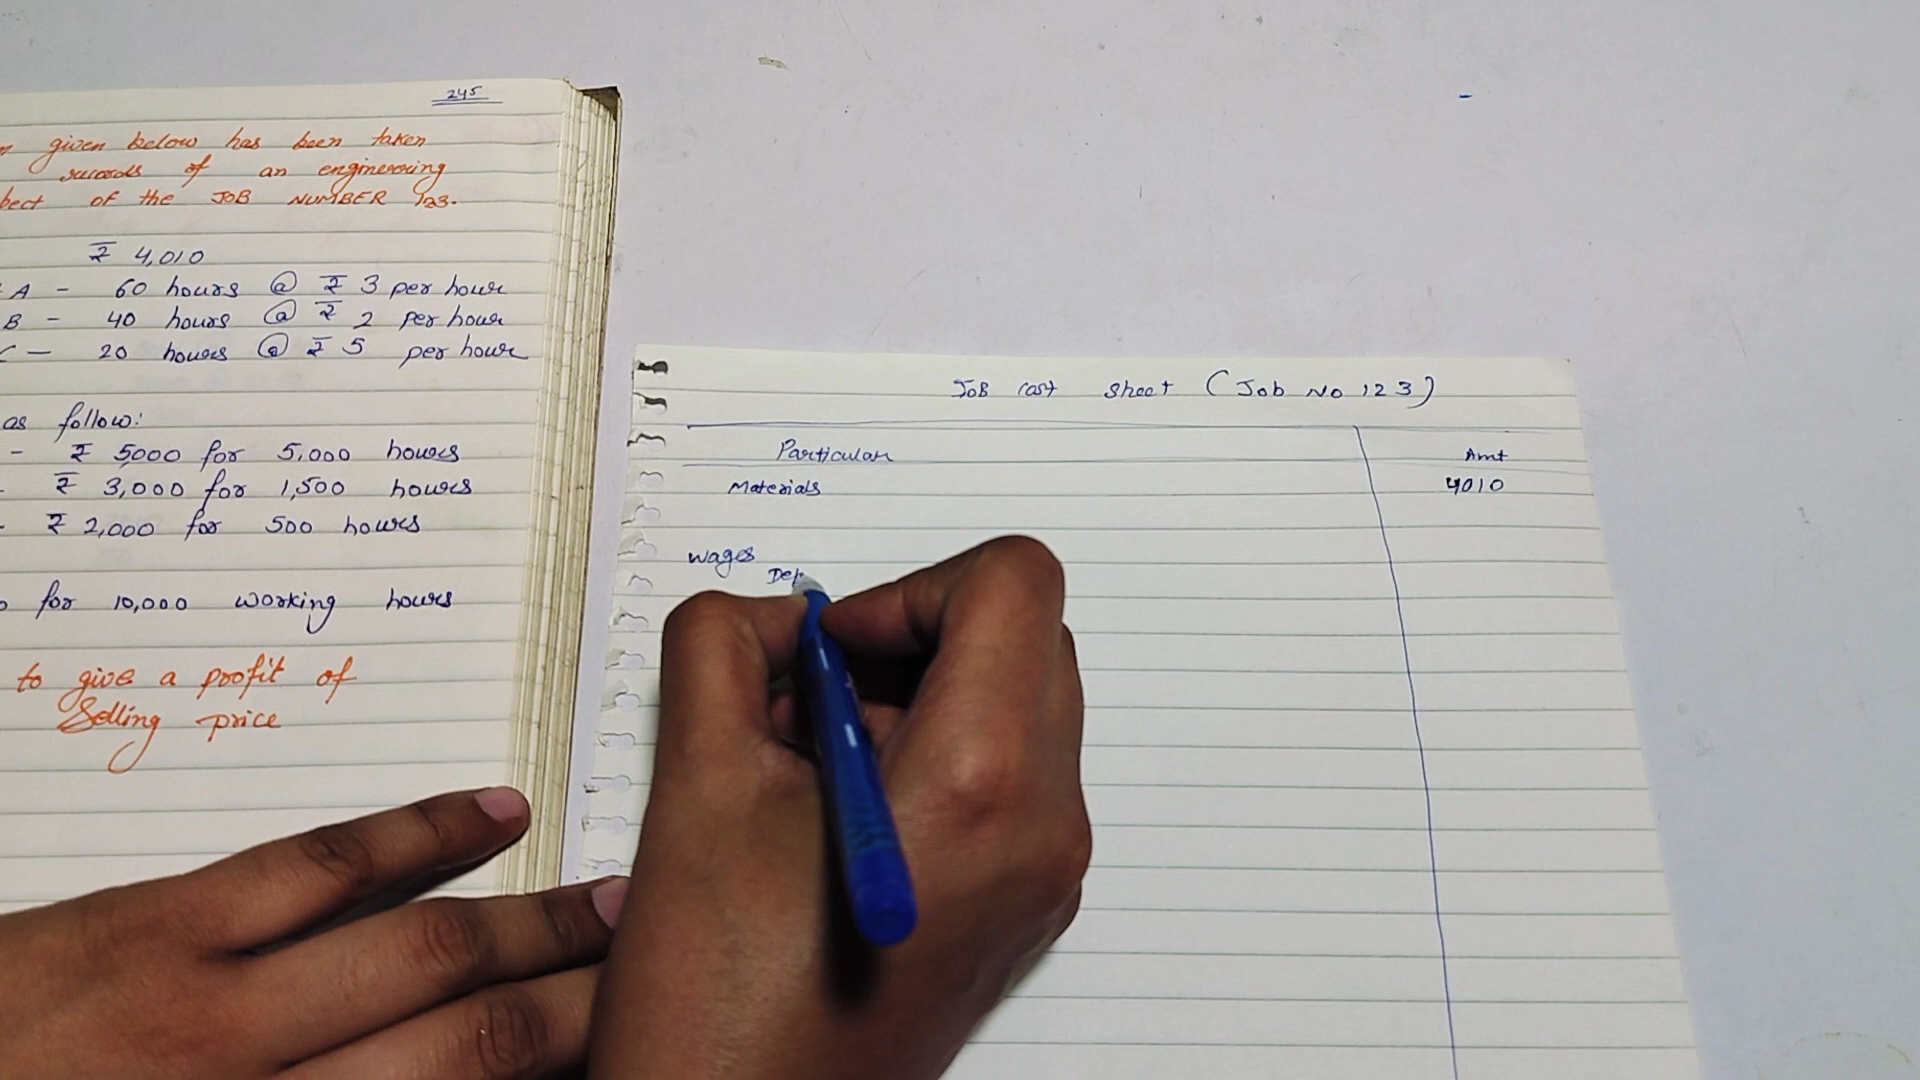 245
given below has been taken
records of an engineering
of the JOB NUMBER 123.
₹ 4,010
A - 60 hours @ ₹ 3 per hour
B - 40 hours @ ₹ 2 per hour
C - 20 hours @ ₹ 5 per hour
as follow:
- ₹ 5000 for 5,000 hours
₹ 3,000 for 1,500 hours
- ₹ 2,000 for 500 hours
for 10,000 working hours
to give a profit of
Selling price
JOB cost sheet (Job No 123)
Particular Amt
Materials 4010
wages
Dep